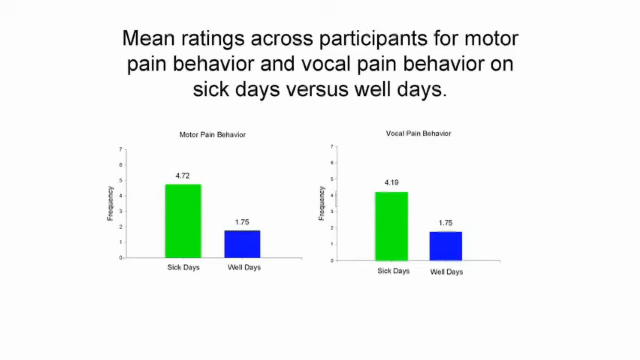 Mean ratings across participants for motor
pain behavior and vocal pain behavior on
sick days versus well days.
Motor Pain Behavior
7
6
5
4
3
2
1
0
Frequency
4.72
1.75
Sick Days
Well Days
Vocal Pain Behavior
7
6
5
4
3
2
1
0
Frequency
4.19
1.75
Sick Days
Well Days